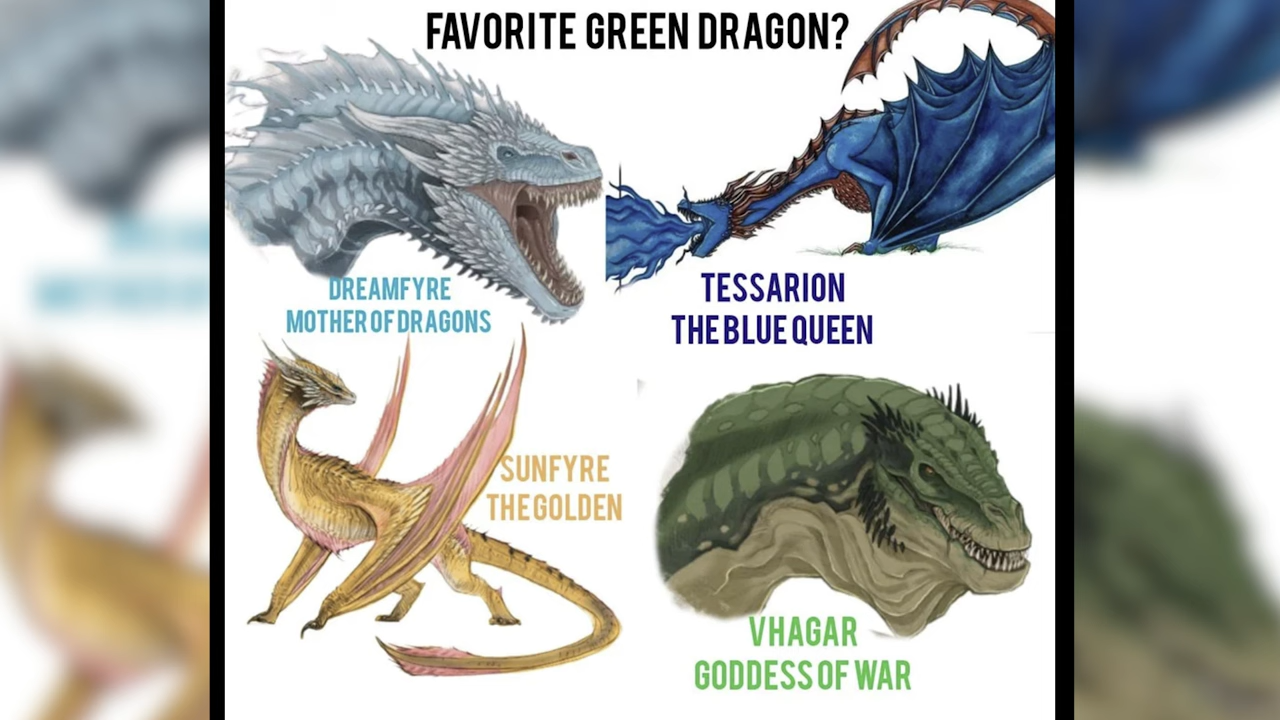 FAVORITE GREEN DRAGON?
DREAMFYRE
MOTHER OF DRAGONS
TESSARION
THE BLUE QUEEN
SUNFYRE
THE GOLDEN
VHAGAR
GODDESS OF WAR